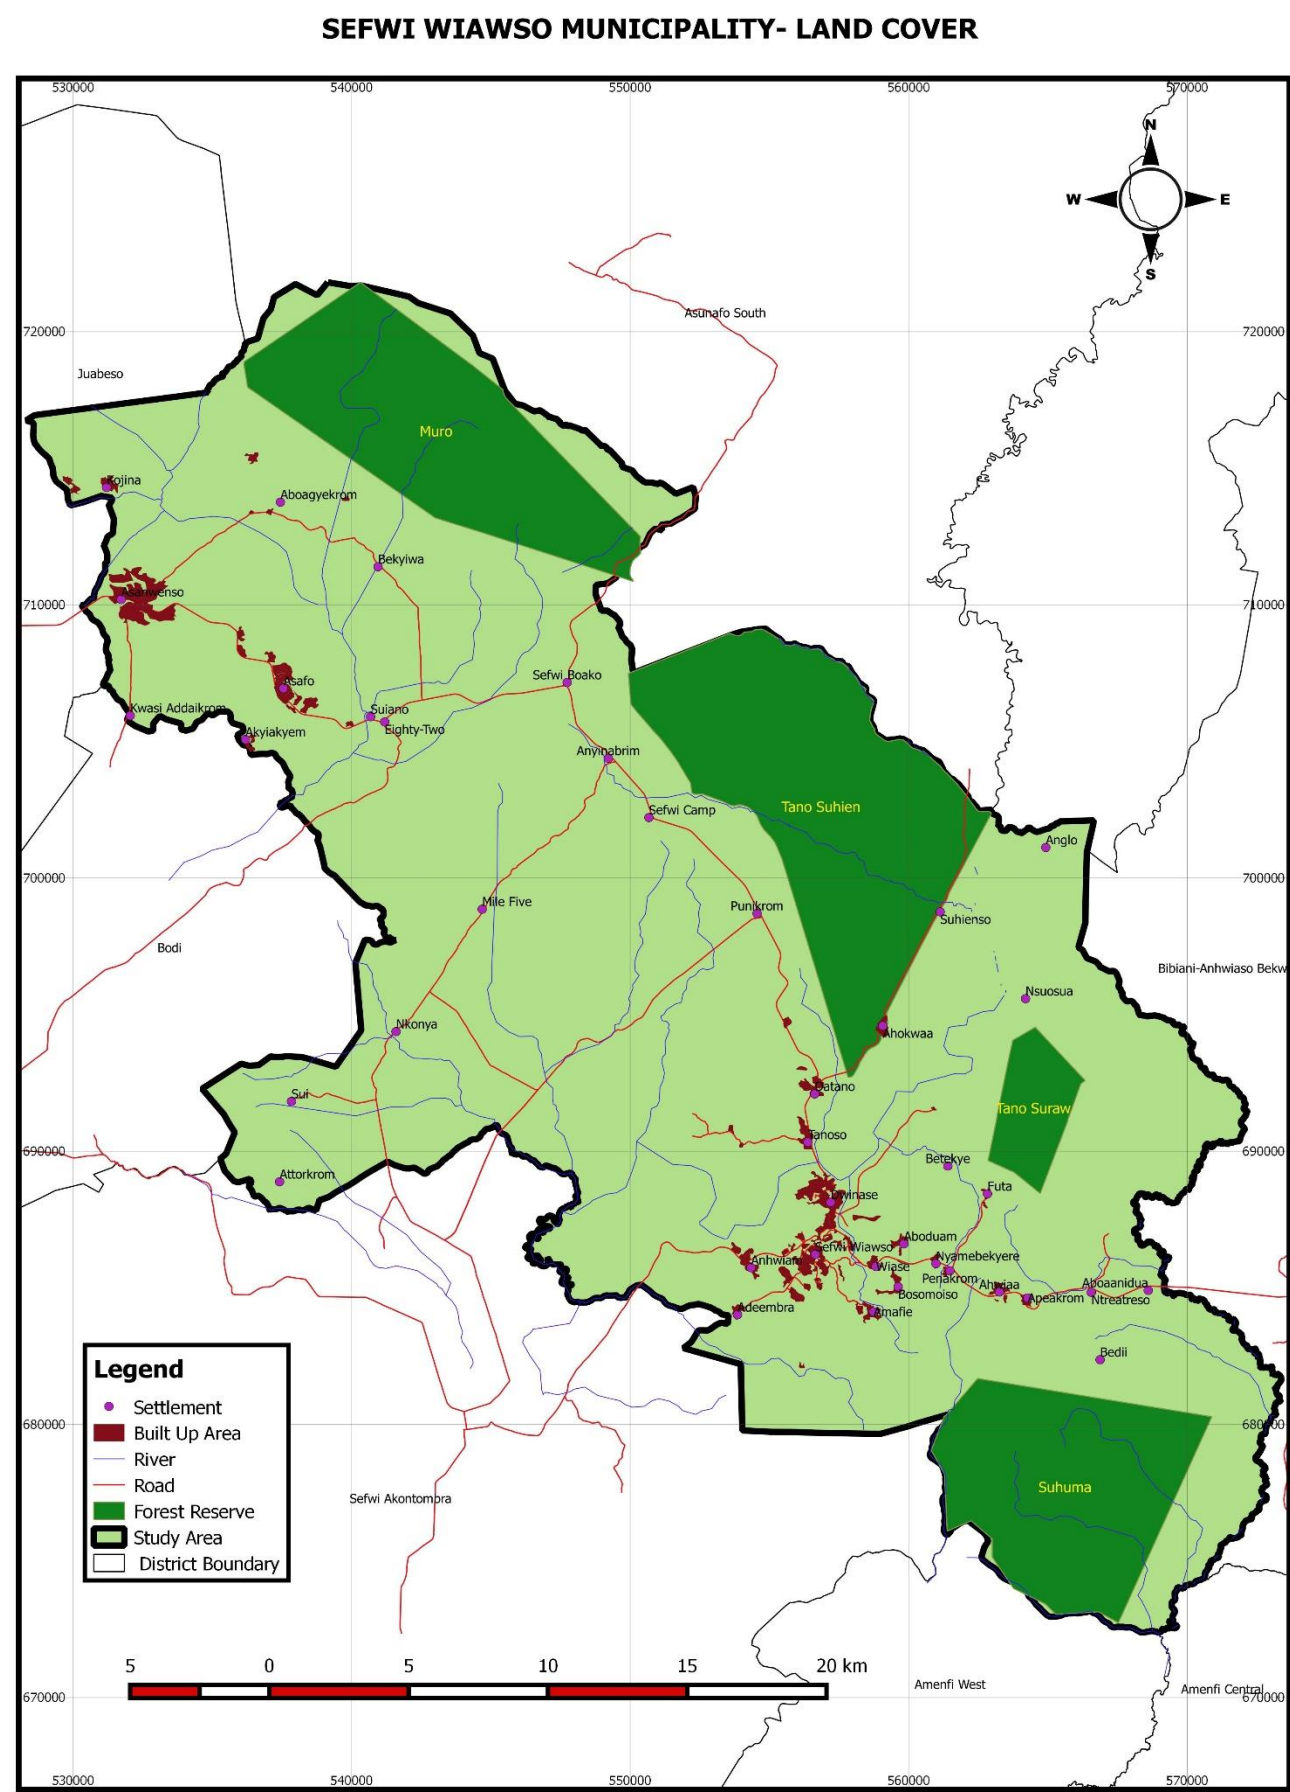 SEFWI WIAWSO MUNICIPALITY- LAND COVER
530000
540000
550000
560000
570000
N
W
E
S
Asunafo South
720000
720000
Juabeso
Muro
Kojina
Aboagyekrom
Bekyiwa
Asanwenso
710000
710000
Sefwi Boako
Asafo
Kwasi Addaikrom
Suiano
Eighty-Two
Akyiakyem
Anyinabrim
Tano Suhien
Sefwi Camp
Anglo
700000
700000
Mile Five
Punikrom
Suhienso
Bodi
Bibiani-Anhwiaso Bekw
Nsuosua
Nkonya
Ahokwaa
Sui
Datano
Tano Suraw
Tanoso
690000
690000
Betekye
Attorkrom
Futa
Dwinase
Aboduam
Sefwi Wiawso
Nyamebekyere
Anhwiam
Wiase
Penakrom
Ahwiaa
Aboaanidua
Bosomoiso
Apeakrom
Ntreatreso
Adeembra
Amafie
Bedii
Legend
Settlement
Built Up Area
River
Road
Forest Reserve
Study Area
District Boundary
680000
680000
Suhuma
Sefwi Akontombra
5 0 5 10 15 20 km
Amenfi West
Amenfi Central
670000
670000
530000
540000
550000
560000
570000